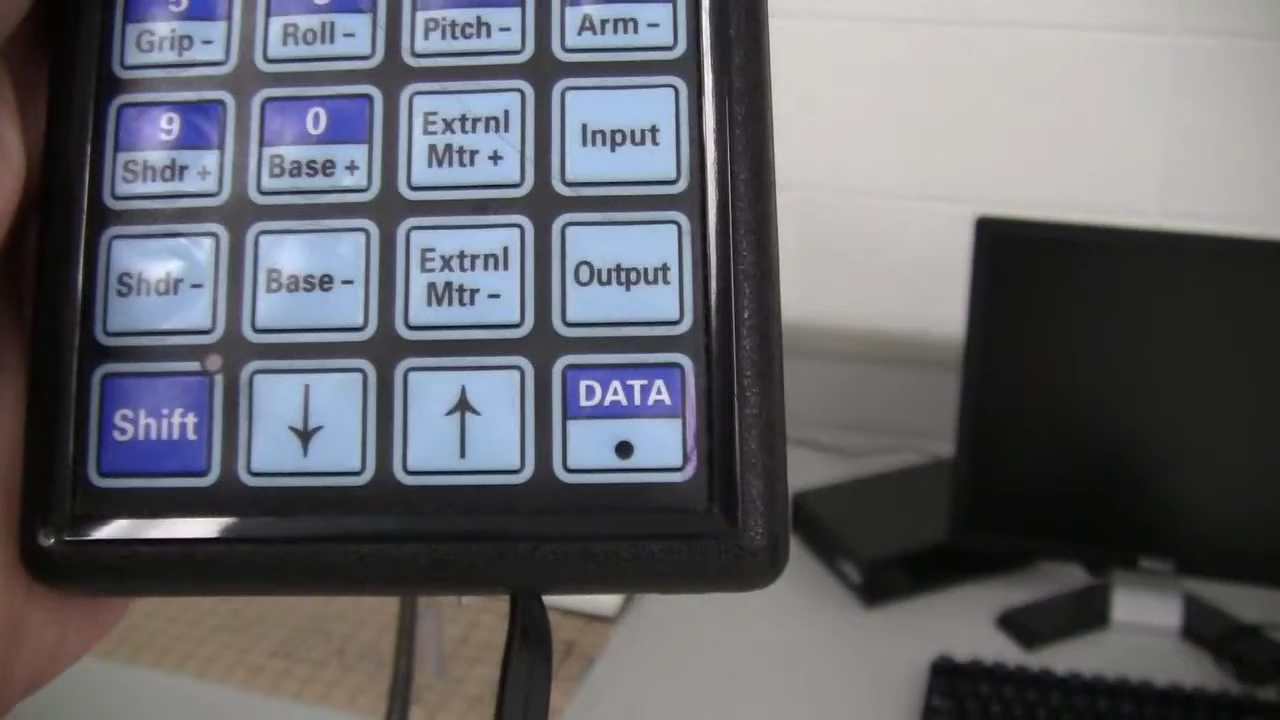 Grip –
Roll –
Pitch –
Arm –
9
Shdr +
0
Base +
Extrnl
Mtr +
Input
Shdr –
Base –
Extrnl
Mtr –
Output
Shift
↓
↑
DATA
•